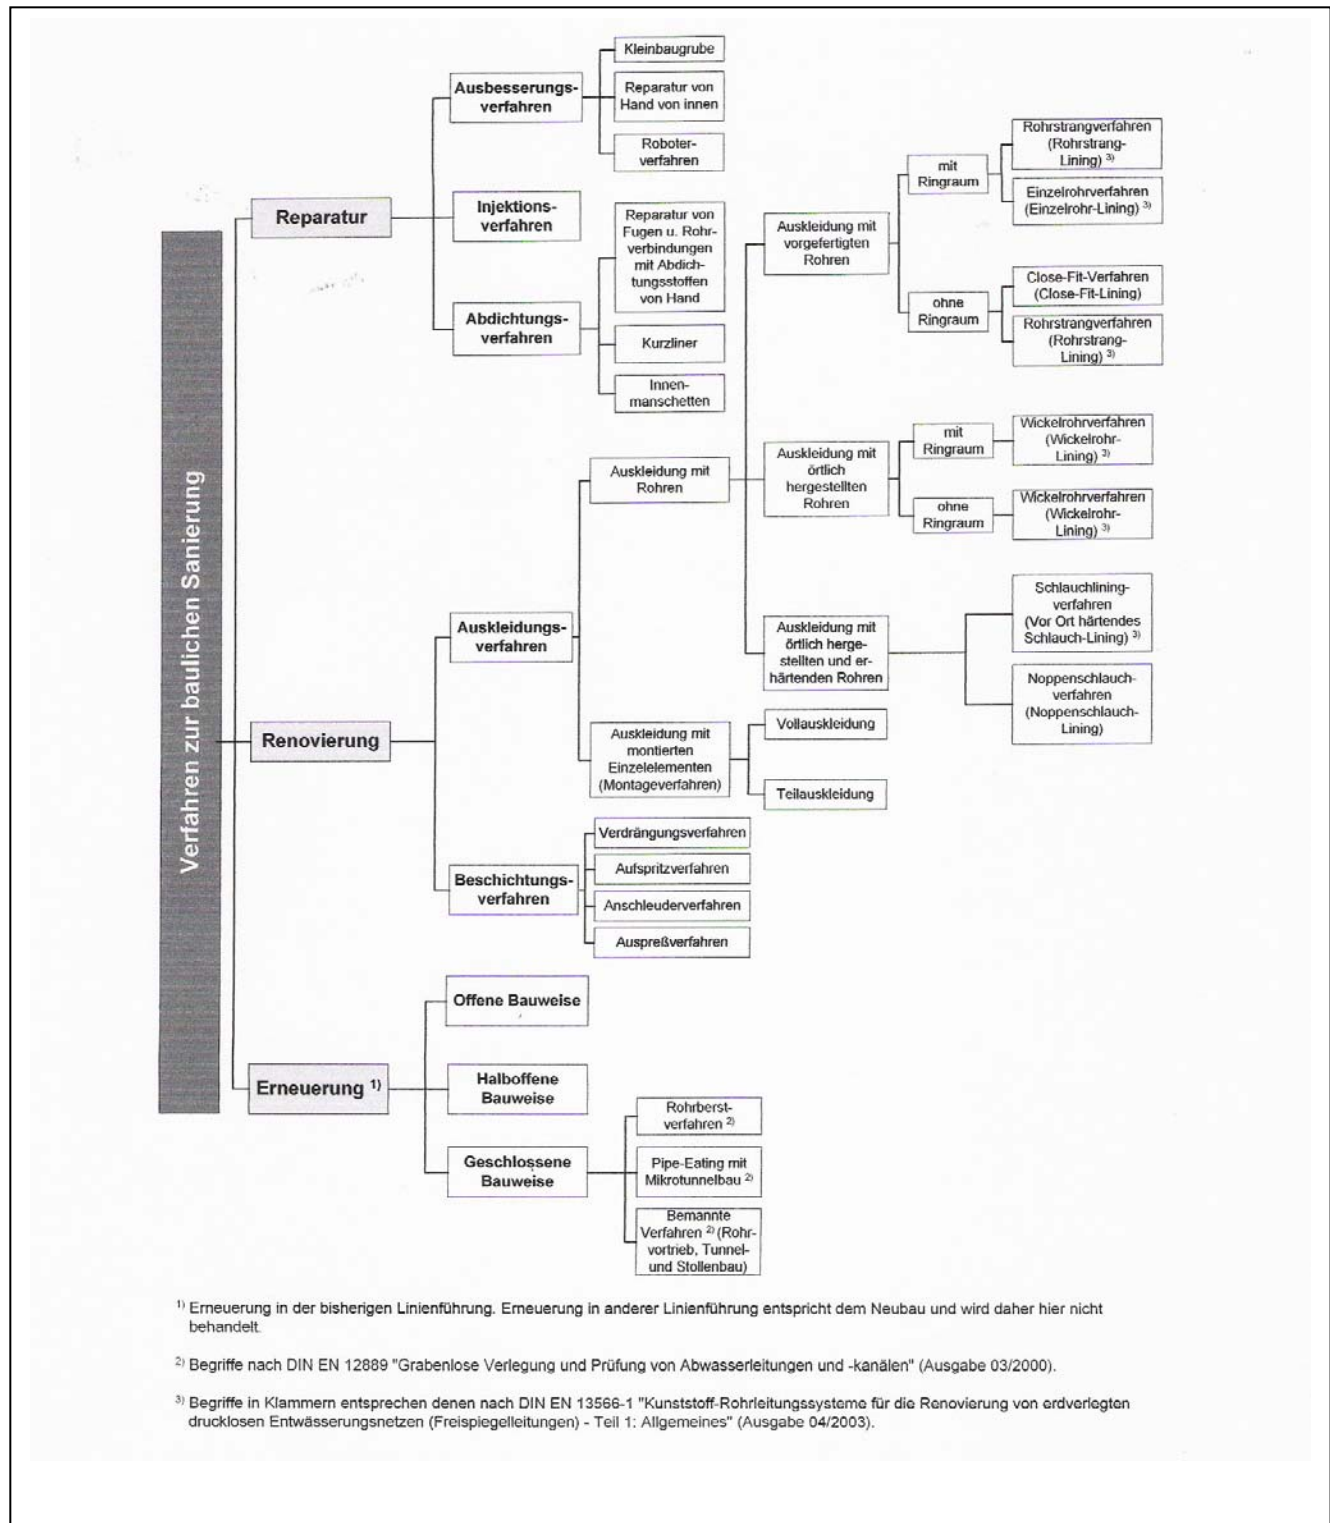 Verfahren zur baulichen Sanierung
Reparatur
Ausbesserungs-
verfahren
Kleinbaugrube
Reparatur von
Hand von innen
Roboter-
verfahren
Injektions-
verfahren
Abdichtungs-
verfahren
Reparatur von
Fugen u. Rohr-
verbindungen
mit Abdich-
tungsstoffen
von Hand
Kurzliner
Innen-
manschetten
Renovierung
Auskleidungs-
verfahren
Auskleidung mit
Rohren
Auskleidung mit
vorgefertigten
Rohren
mit
Ringraum
Rohrstrangverfahren
(Rohrstrang-
Lining) 3)
Einzelrohrverfahren
(Einzelrohr-Lining) 3)
ohne
Ringraum
Close-Fit-Verfahren
(Close-Fit-Lining)
Rohrstrangverfahren
(Rohrstrang-
Lining) 3)
Auskleidung mit
örtlich
hergestellten
Rohren
mit
Ringraum
Wickelrohrverfahren
(Wickelrohr-
Lining) 3)
ohne
Ringraum
Wickelrohrverfahren
(Wickelrohr-
Lining) 3)
Auskleidung mit
örtlich herge-
stellten und er-
härtenden Rohren
Schlauchlining-
verfahren
(Vor Ort härtendes
Schlauch-Lining) 3)
Noppenschlauch-
verfahren
(Noppenschlauch-
Lining)
Auskleidung mit
montierten
Einzelelementen
(Montageverfahren)
Vollauskleidung
Teilauskleidung
Beschichtungs-
verfahren
Verdrängungsverfahren
Aufspritzverfahren
Anschleuderverfahren
Auspreßverfahren
Erneuerung 1)
Offene Bauweise
Halboffene
Bauweise
Geschlossene
Bauweise
Rohrberst-
verfahren 2)
Pipe-Eating mit
Mikrotunnelbau 2)
Bemannte
Verfahren 2) (Rohr-
vortrieb, Tunnel-
und Stollenbau)
1) Erneuerung in der bisherigen Linienführung. Erneuerung in anderer Linienführung entspricht dem Neubau und wird daher hier nicht
behandelt.
2) Begriffe nach DIN EN 12889 "Grabenlose Verlegung und Prüfung von Abwasserleitungen und -kanälen" (Ausgabe 03/2000).
3) Begriffe in Klammern entsprechen denen nach DIN EN 13566-1 "Kunststoff-Rohrleitungssysteme für die Renovierung von erdverlegten
drucklosen Entwässerungsnetzen (Freispiegelleitungen) - Teil 1: Allgemeines" (Ausgabe 04/2003).